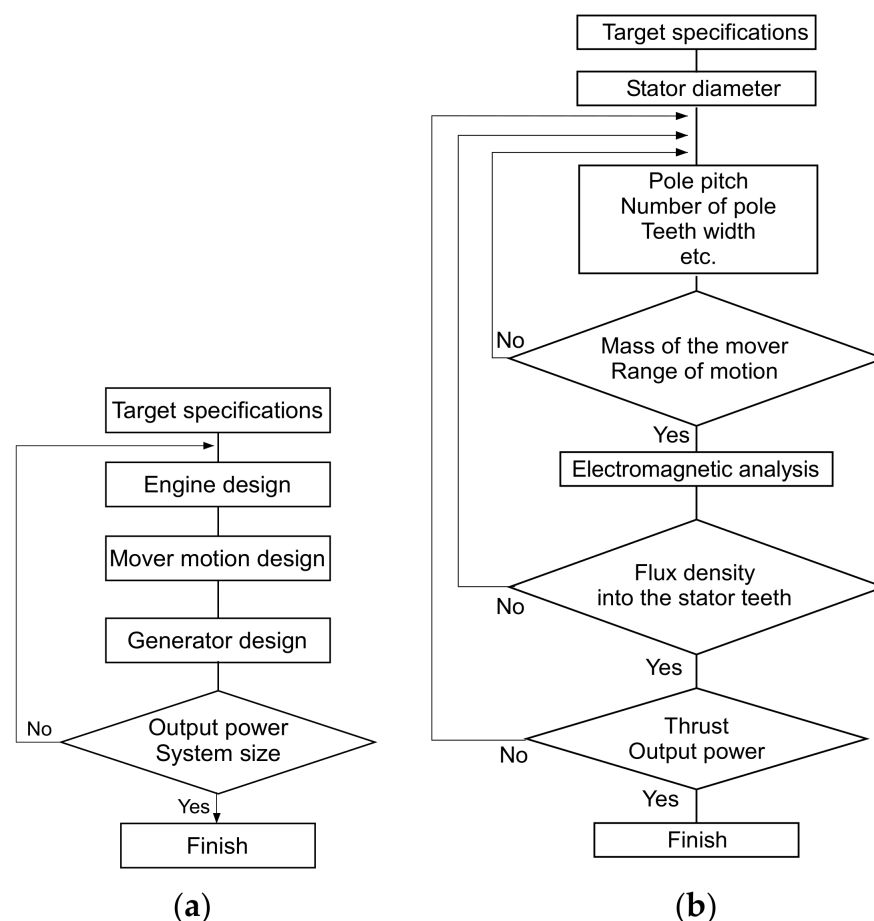 Target specifications
Engine design
Mover motion design
Generator design
Output power
System size
No
Yes
Finish
(a)
Target specifications
Stator diameter
Pole pitch
Number of pole
Teeth width
etc.
Mass of the mover
Range of motion
No
Yes
Electromagnetic analysis
Flux density
into the stator teeth
No
Yes
Thrust
Output power
No
Yes
Finish
(b)